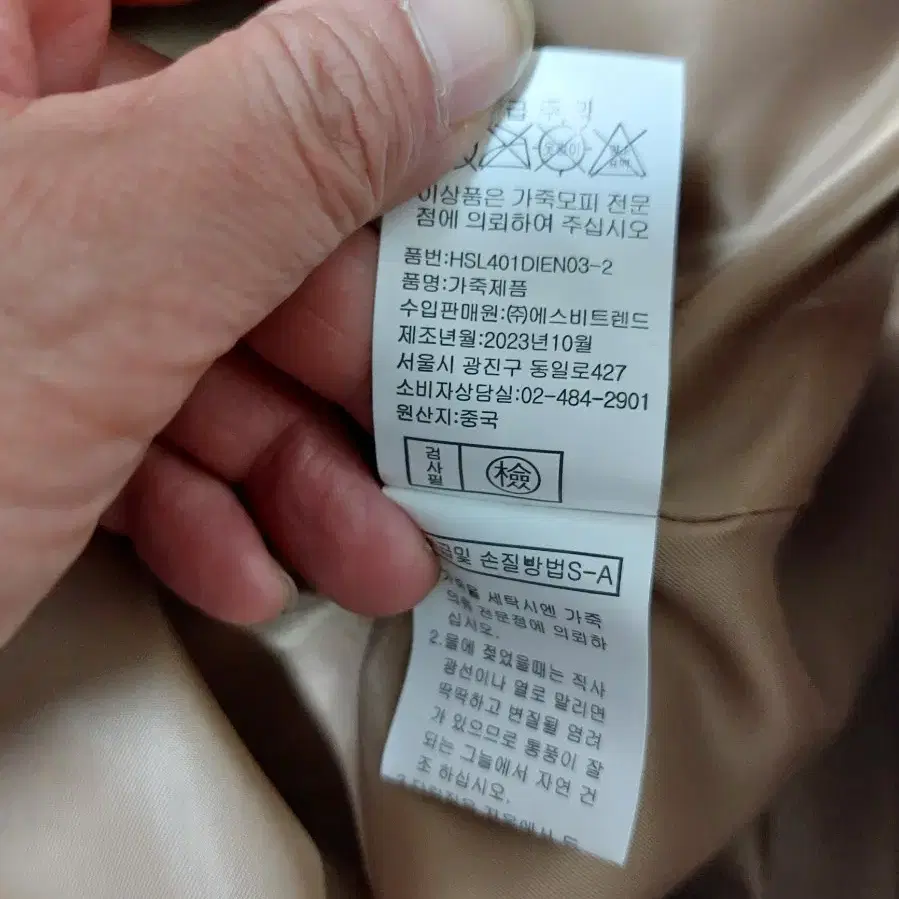 급 주 의
이상품은 가죽모피 전문
점에 의뢰하여 주십시오
품번:HSL401DIEN03-2
품명:가죽제품
수입판매원:㈜에스비트렌드
제조년월:2023년10월
서울시 광진구 동일로427
소비자상담실:02-484-2901
원산지:중국
검사필 檢
급및 손질방법S-A
세탁시엔 가죽
의류 전문점에 의뢰하
십시오.
2.물에 젖었을때는 직사
광선이나 열로 말리면
딱딱하고 변질될 염려
가 있으므로 통풍이 잘
되는 그늘에서 자연 건
조 하십시오.